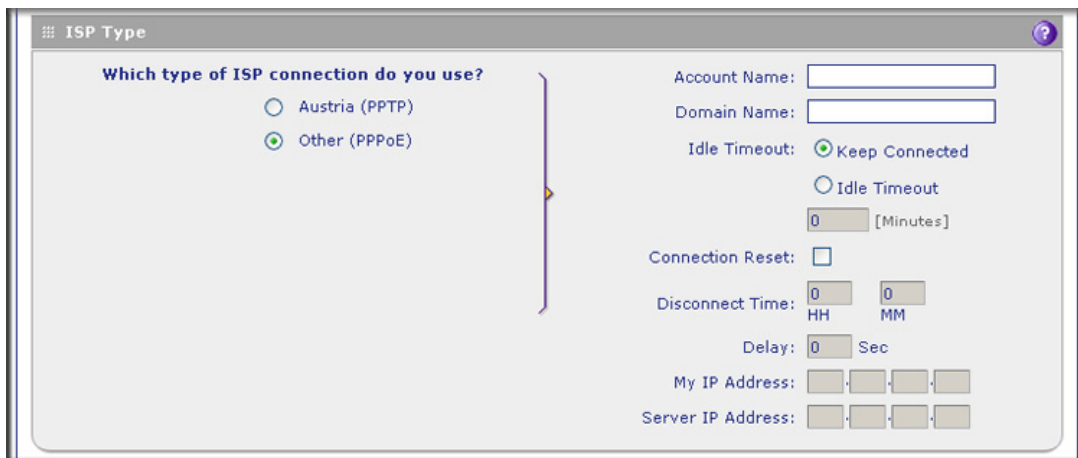 ISP Type
?
Which type of ISP connection do you use?
Austria (PPTP)
Other (PPPoE)
Account Name:
Domain Name:
Idle Timeout: Keep Connected
Idle Timeout
0 [Minutes]
Connection Reset:
Disconnect Time: 0 0
HH MM
Delay: 0 Sec
My IP Address: . . .
Server IP Address: . . .